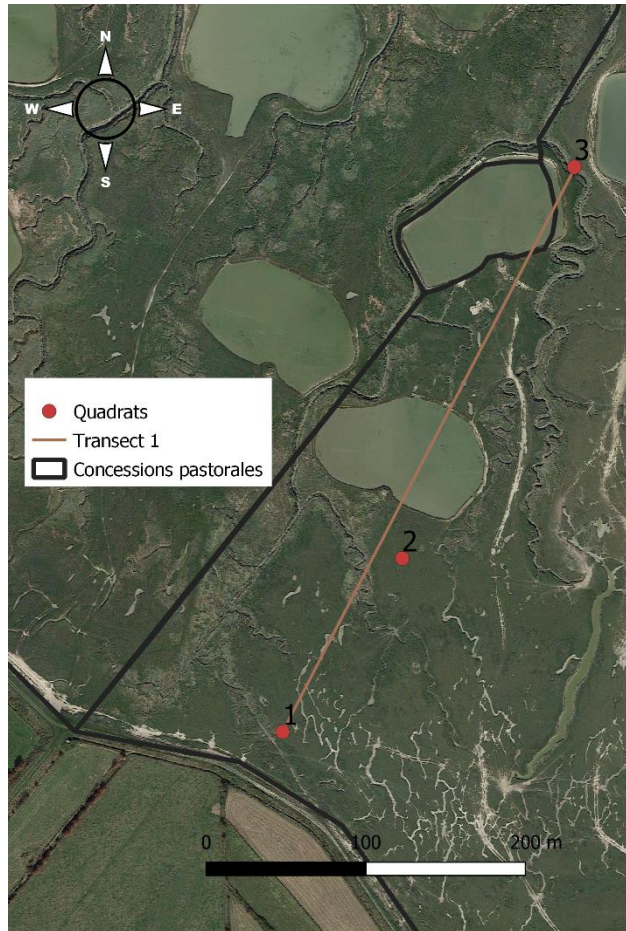 N
W E
S
3
Quadrats
Transect 1
Concessions pastorales
2
1
0 100 200 m